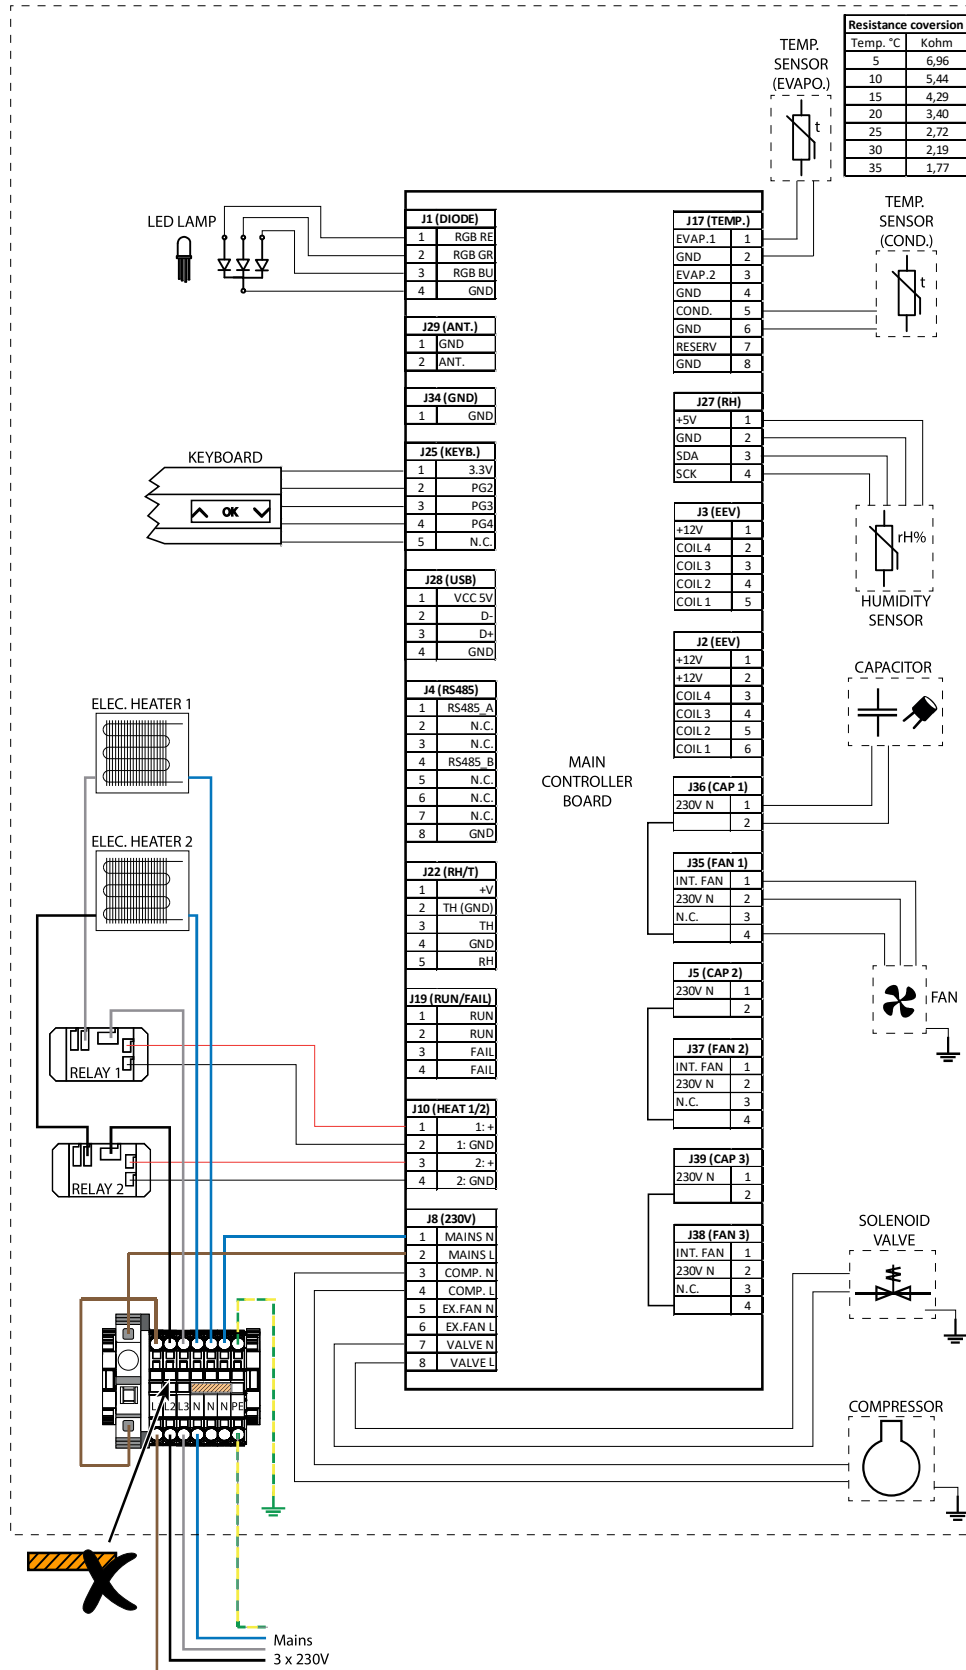 Resistance coversion
Temp. °C Kohm
5 6,96
10 5,44
15 4,29
20 3,40
25 2,72
30 2,19
35 1,77
TEMP.
SENSOR
(EVAPO.)
t
TEMP.
SENSOR
(COND.)
t
LED LAMP
J1 (DIODE)
1 RGB RE
2 RGB GR
3 RGB BU
4 GND
J29 (ANT.)
1 GND
2 ANT.
J34 (GND)
1 GND
KEYBOARD
OK
J25 (KEYB.)
1 3.3V
2 PG2
3 PG3
4 PG4
5 N.C.
J28 (USB)
1 VCC 5V
2 D-
3 D+
4 GND
J4 (RS485)
1 RS485_A
2 N.C.
3 N.C.
4 RS485_B
5 N.C.
6 N.C.
7 N.C.
8 GND
J22 (RH/T)
1 +V
2 TH (GND)
3 TH
4 GND
5 RH
J19 (RUN/FAIL)
1 RUN
2 RUN
3 FAIL
4 FAIL
J10 (HEAT 1/2)
1 1: +
2 1: GND
3 2: +
4 2: GND
J8 (230V)
1 MAINS N
2 MAINS L
3 COMP. N
4 COMP. L
5 EX.FAN N
6 EX.FAN L
7 VALVE N
8 VALVE L
MAIN
CONTROLLER
BOARD
J17 (TEMP.)
EVAP.1 1
GND 2
EVAP.2 3
GND 4
COND. 5
GND 6
RESERV 7
GND 8
J27 (RH)
+5V 1
GND 2
SDA 3
SCK 4
J3 (EEV)
+12V 1
COIL 4 2
COIL 3 3
COIL 2 4
COIL 1 5
J2 (EEV)
+12V 1
+12V 2
COIL 4 3
COIL 3 4
COIL 2 5
COIL 1 6
J36 (CAP 1)
230V N 1
2
J35 (FAN 1)
INT. FAN 1
230V N 2
N.C. 3
4
J5 (CAP 2)
230V N 1
2
J37 (FAN 2)
INT. FAN 1
230V N 2
N.C. 3
4
J39 (CAP 3)
230V N 1
2
J38 (FAN 3)
INT. FAN 1
230V N 2
N.C. 3
4
rH%
HUMIDITY
SENSOR
CAPACITOR
FAN
SOLENOID
VALVE
COMPRESSOR
ELEC. HEATER 1
ELEC. HEATER 2
RELAY 1
RELAY 2
L2 L3 N N N PE
Mains
3 x 230V